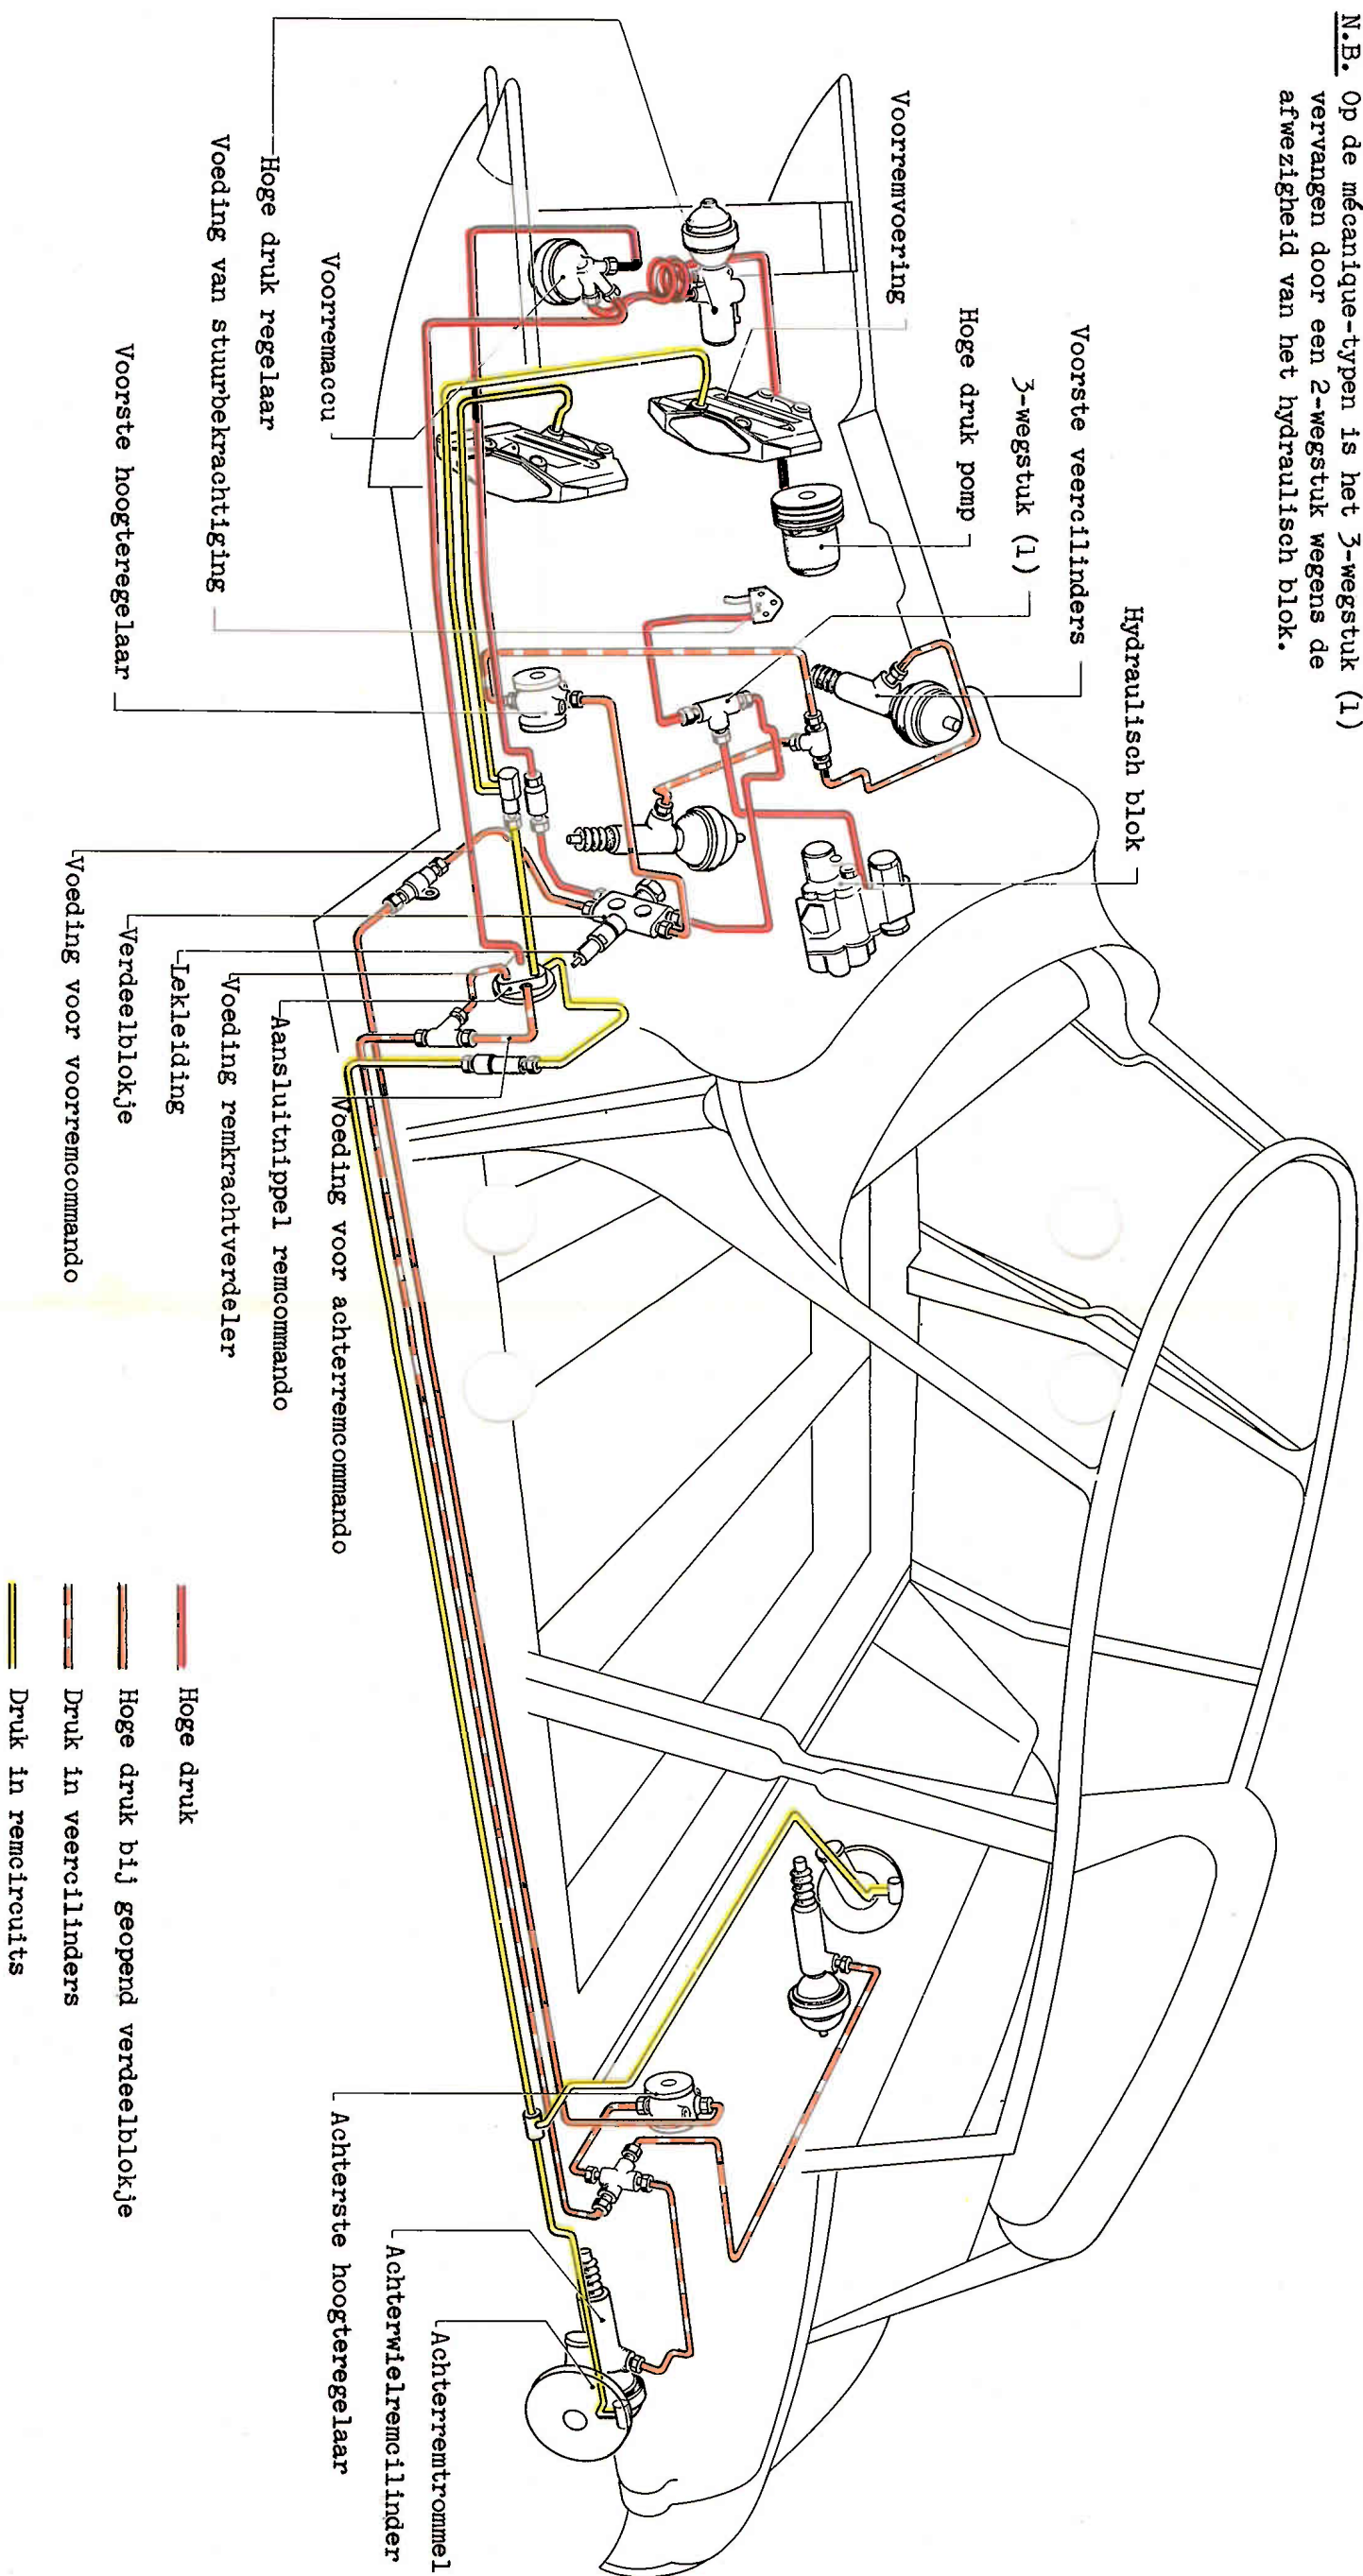 N.B. Op de mécanique-typen is het 3-wegstuk (1)
vervangen door een 2-wegstuk wegens de
afwezigheid van het hydraulisch blok.
Hydraulisch blok
Voorste veercilinders
3-wegstuk (1)
Hoge druk pomp
Voorremvoering
Hoge druk regelaar
Voorremaccu
Voeding van stuurbekrachtiging
Voorste hoogteregelaar
Voeding voor achterremcommando
Aansluitnippel remcommando
Voeding remkrachtverdeler
Lekleiding
Verdeelblokje
Voeding voor voorremcommando
Achterremtrommel
Achterwielremcilinder
Achterste hoogteregelaar
Hoge druk
Hoge druk bij geopend verdeelblokje
Druk in veercilinders
Druk in remcircuits